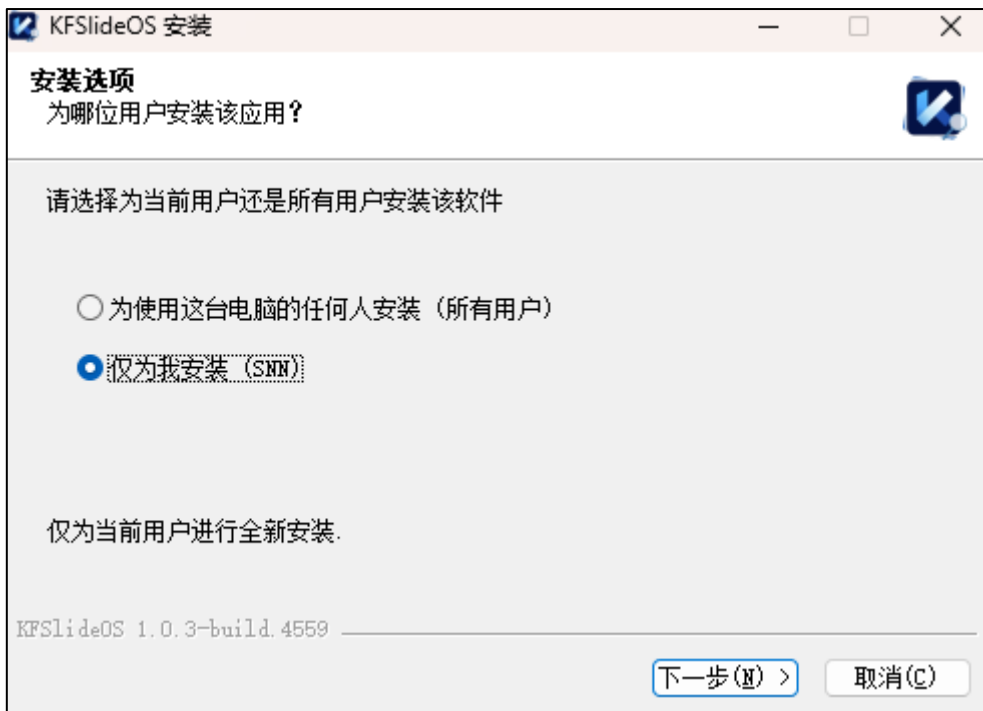 KFSlideOS 安装
安装选项
为哪位用户安装该应用？
请选择为当前用户还是所有用户安装该软件
为使用这台电脑的任何人安装（所有用户）
仅为我安装（SNN）
仅为当前用户进行全新安装.
KFSlideOS 1.0.3-build.4559
下一步(N) > 取消(C)